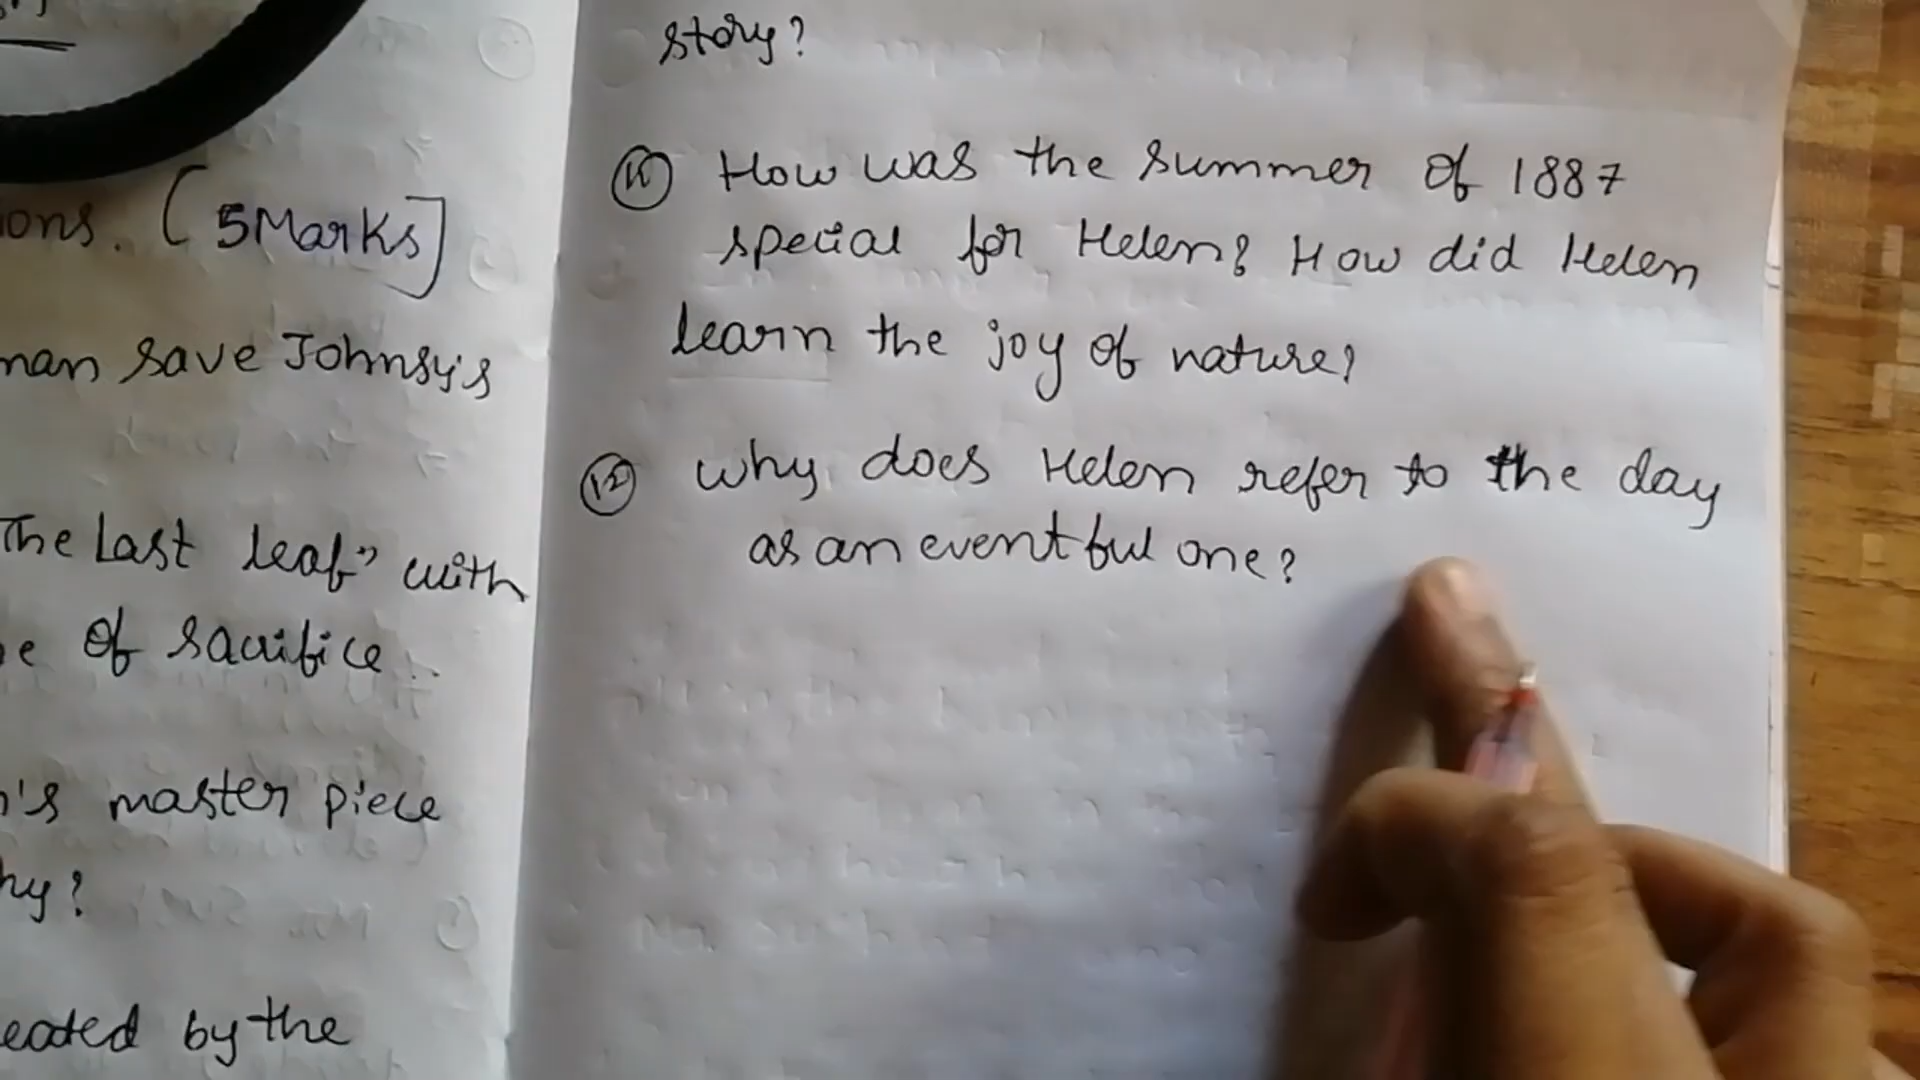 ons. [5Marks]
man save Johnsy's
The Last leaf" with
e of sacrifice
's master piece
hy?
eated by the
story?
11 How was the summer of 1887
special for Helen? How did Helen
learn the joy of nature?
12 Why does Helen refer to the day
as an eventful one?